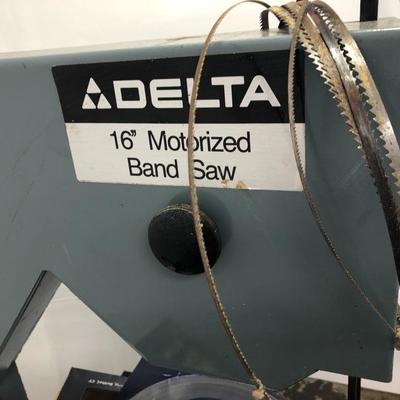 DELTA
16" Motorized
Band Saw